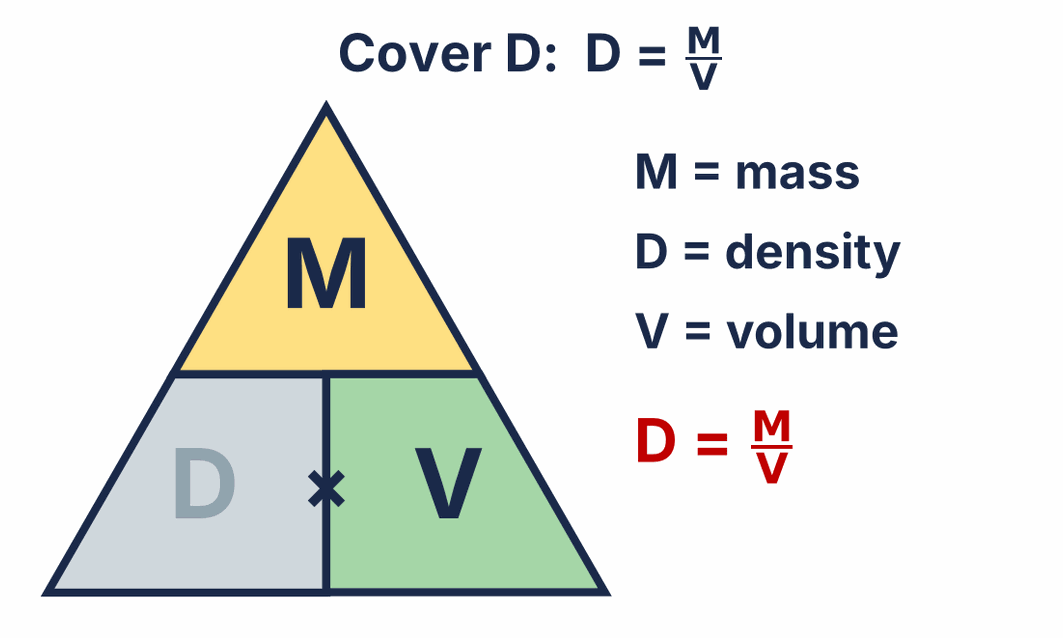 Cover D: D = M/V
M
M = mass
D = density
V = volume
D × V
D = M/V